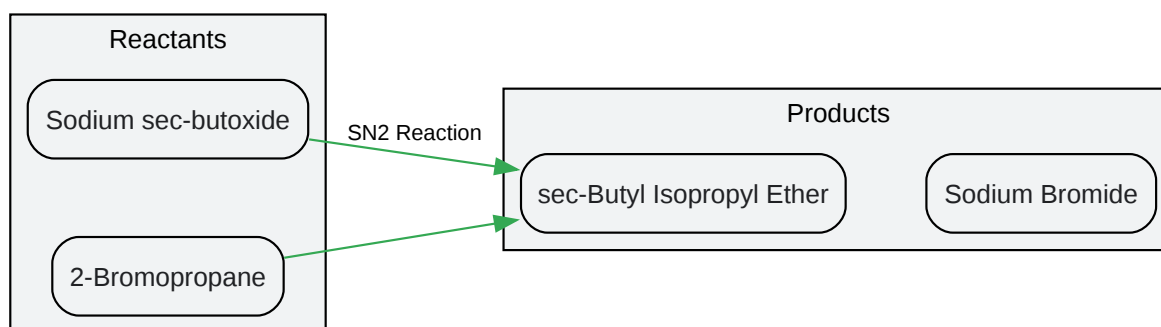 Reactants
Sodium sec-butoxide
2-Bromopropane
SN2 Reaction
Products
sec-Butyl Isopropyl Ether
Sodium Bromide